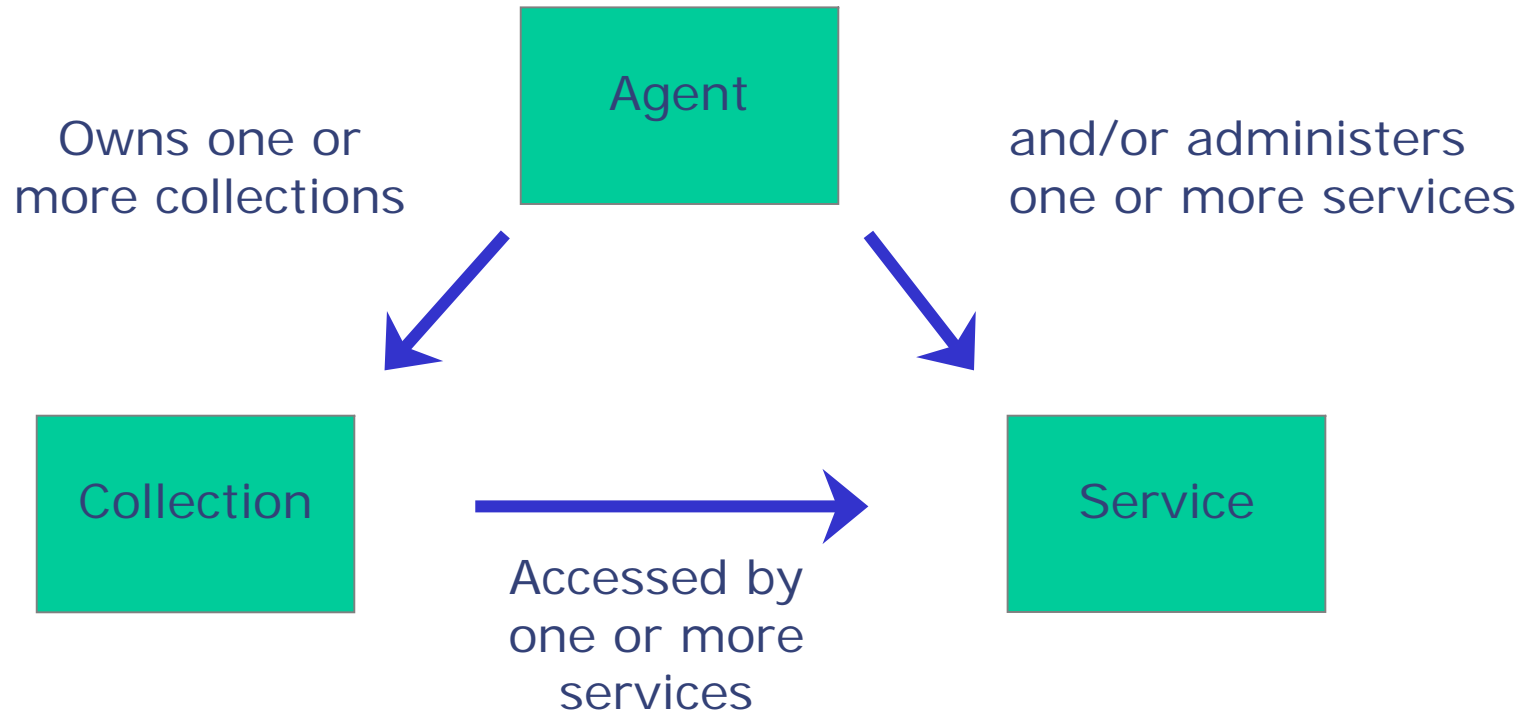 Agent
Owns one or
more collections
and/or administers
one or more services
Collection
Service
Accessed by
one or more
services